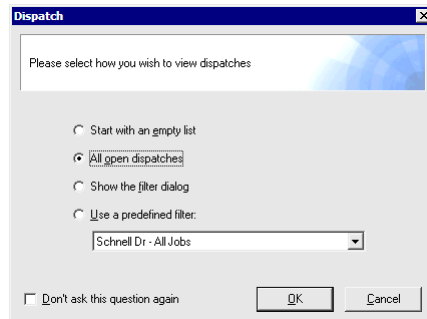 Dispatch
Please select how you wish to view dispatches
Start with an empty list
All open dispatches
Show the filter dialog
Use a predefined filter:
Schnell Dr - All Jobs
Don't ask this question again
OK
Cancel